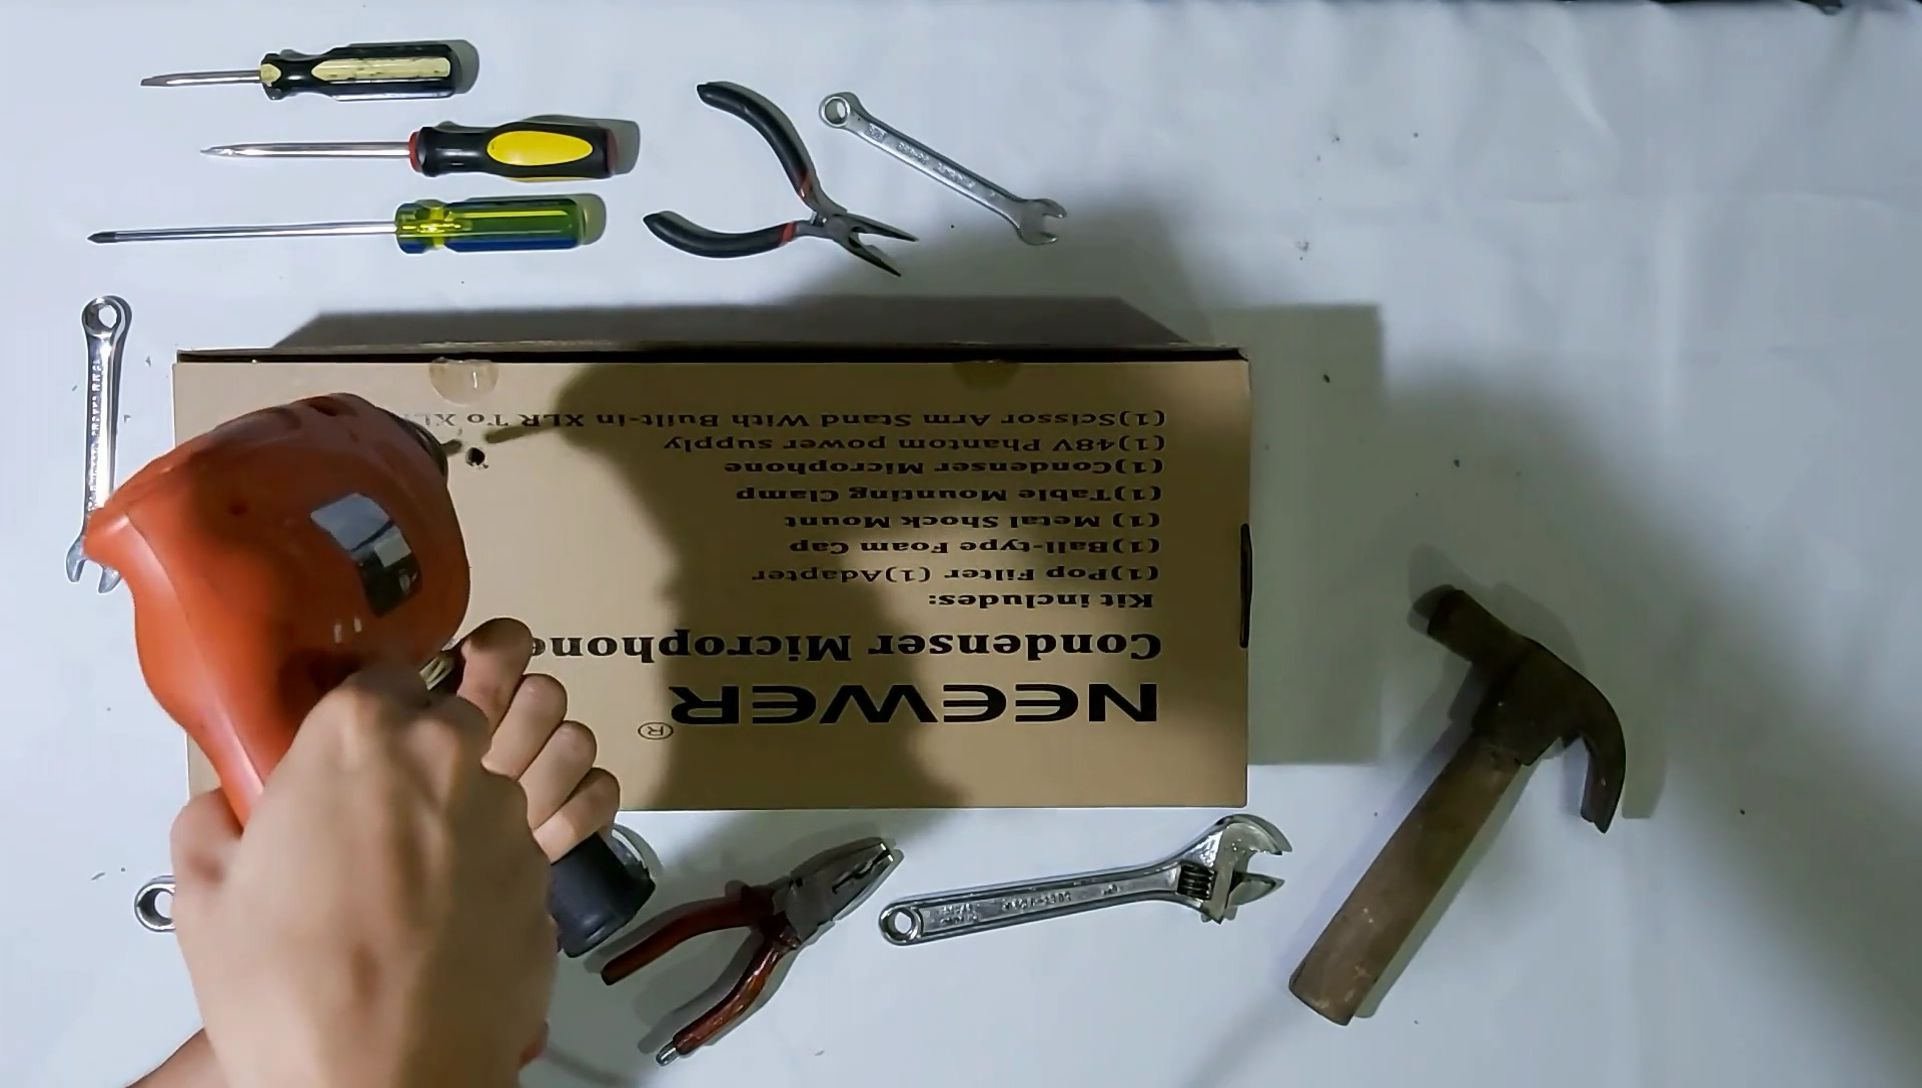 NEEWER®
Condenser Microphone
Kit includes:
(1)Pop Filter (1)Adapter
(1)Ball-type Foam Cap
(1) Metal Shock Mount
(1)Table Mounting Clamp
(1)Condenser Microphone
(1)48V Phantom power supply
(1)Scissor Arm Stand With Built-in XLR To